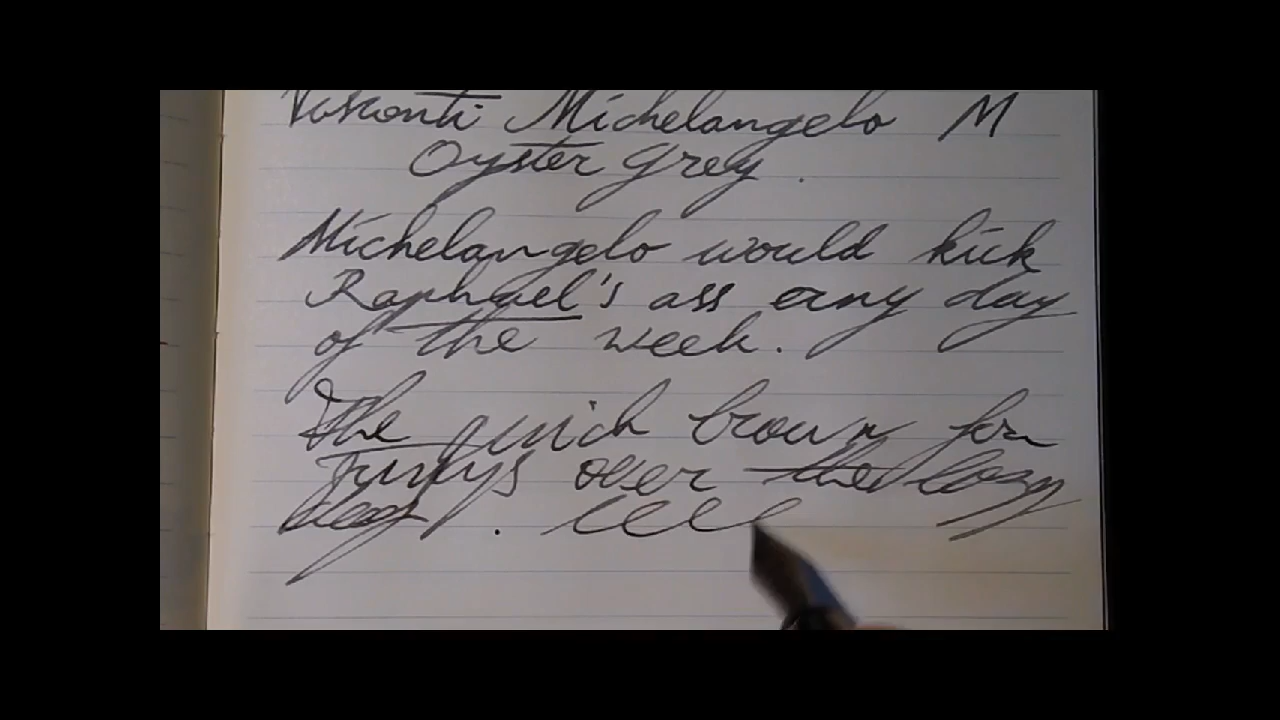 Visconti Michelangelo M
Oyster Grey.
Michelangelo would kick
Raphael's ass any day
of the week.
The quick brown fox
jumps over the lazy
dog.